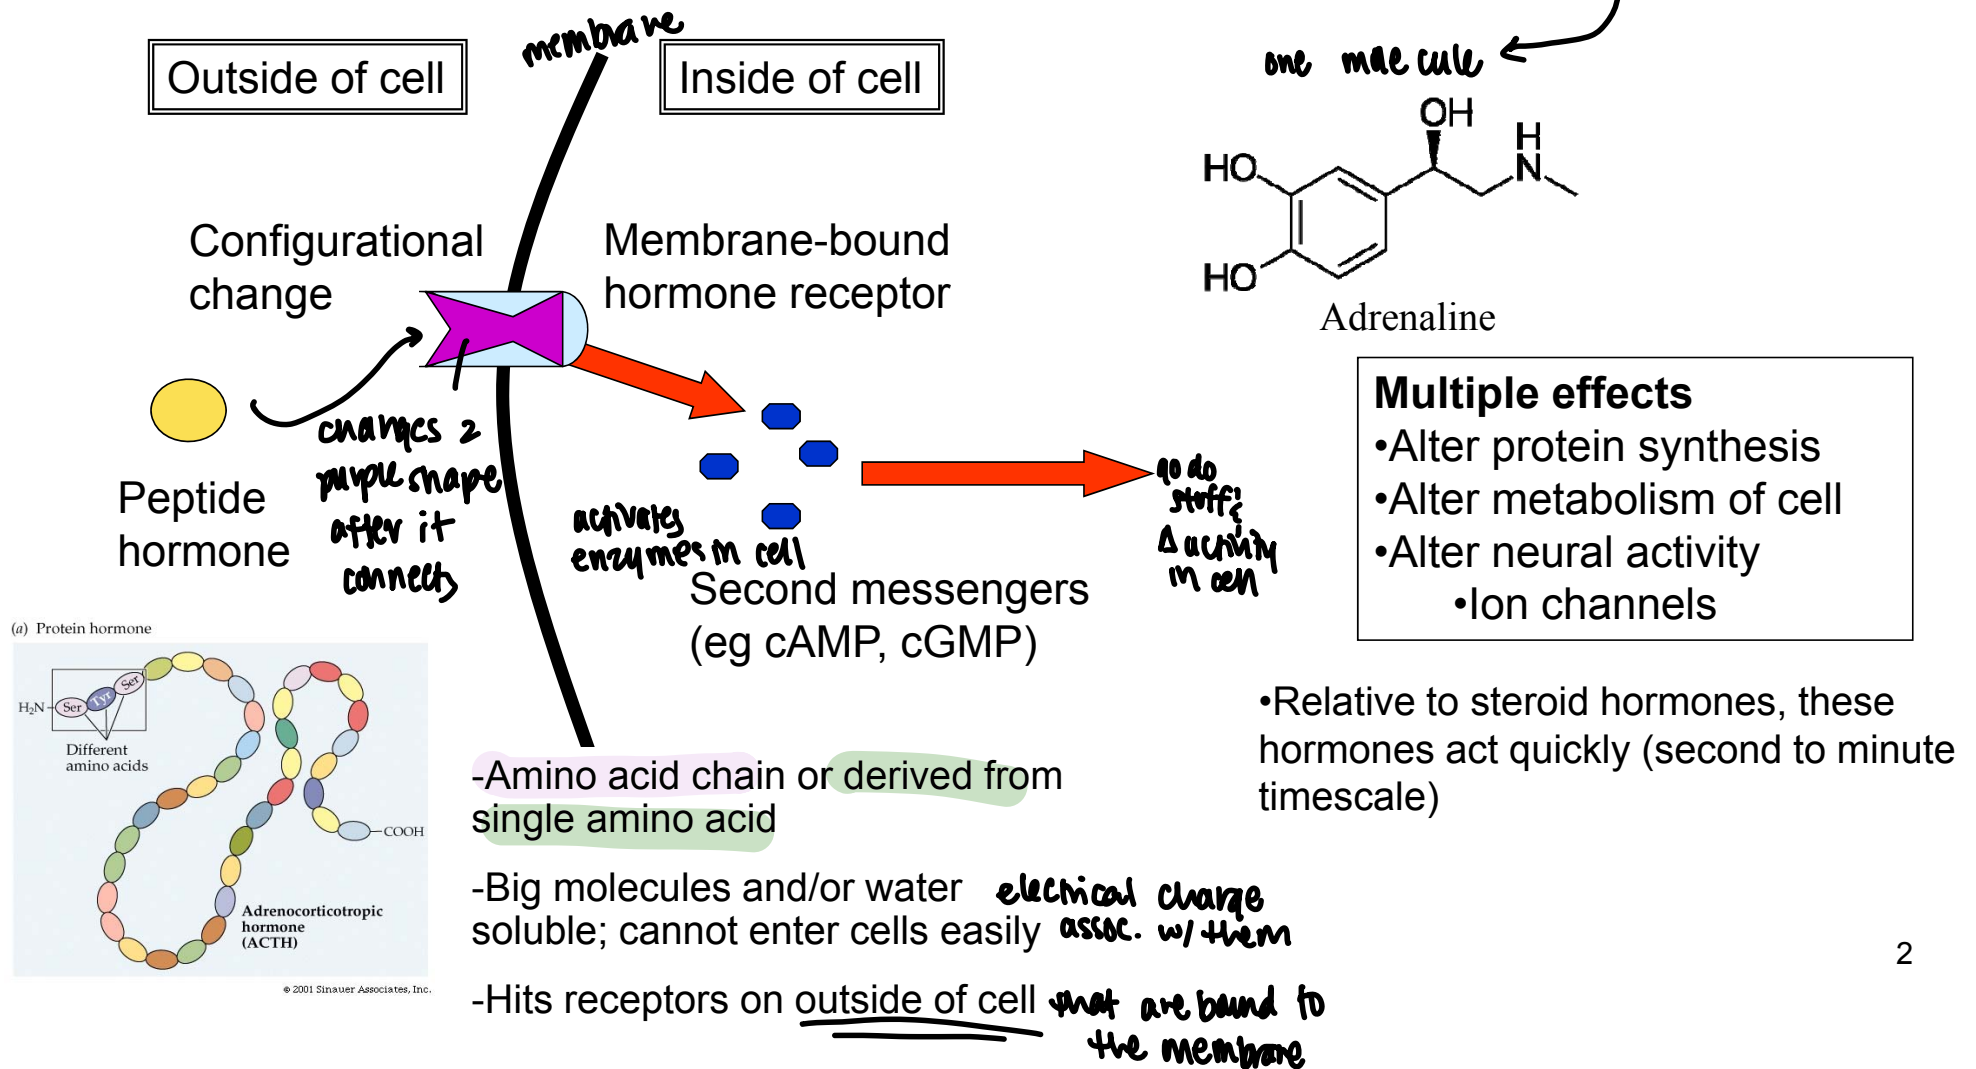 membrane
Outside of cell
Inside of cell
one molecule
OH
H
N
HO
HO
Adrenaline
Configurational
change
Membrane-bound
hormone receptor
Peptide
hormone
changes 2
purple shape
after it
connects
activates
enzymes in cell
Second messengers
(eg cAMP, cGMP)
go do
stuff &
Δ activity
in cell
Multiple effects
•Alter protein synthesis
•Alter metabolism of cell
•Alter neural activity
•Ion channels
•Relative to steroid hormones, these
hormones act quickly (second to minute
timescale)
(a) Protein hormone
H₂N
Ser
Tyr
Ser
Different
amino acids
COOH
Adrenocorticotropic
hormone
(ACTH)
© 2001 Sinauer Associates, Inc.
-Amino acid chain or derived from
single amino acid
-Big molecules and/or water
soluble; cannot enter cells easily
electrical charge
assoc. w/ them
-Hits receptors on outside of cell
that are bound to
the membrane
2